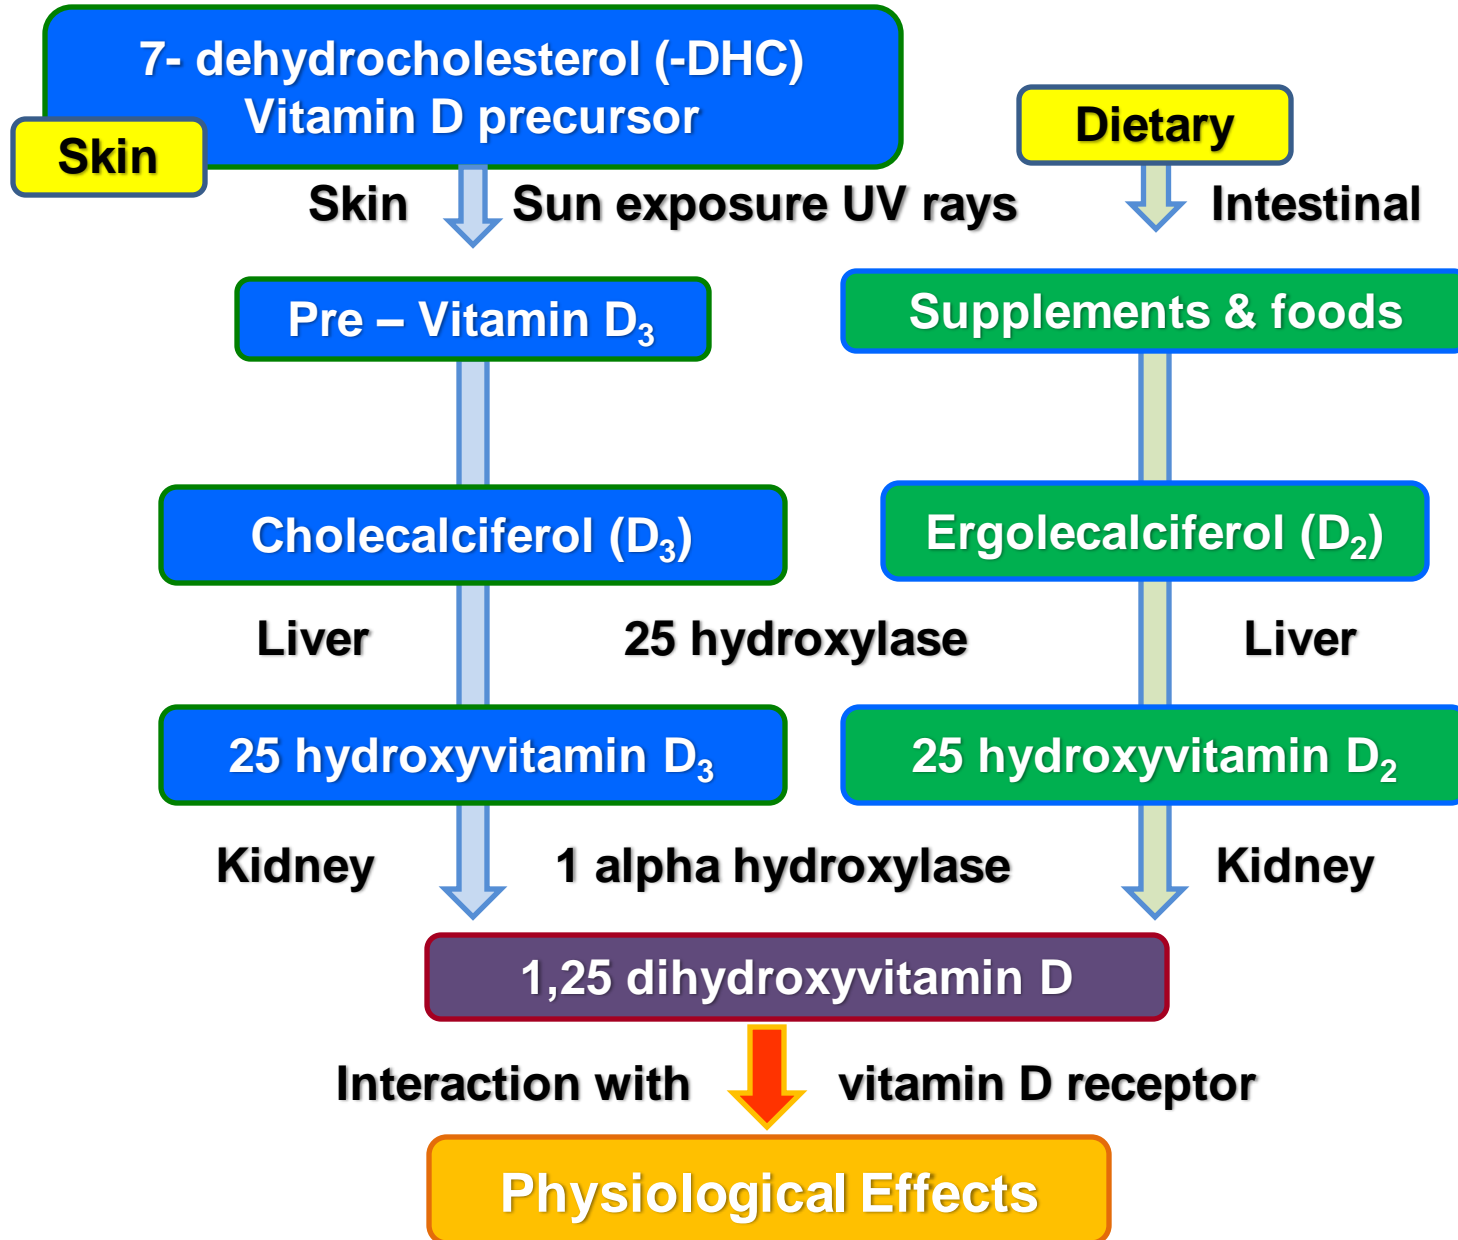 7- dehydrocholesterol (-DHC)
Vitamin D precursor
Skin
Dietary
Skin
Sun exposure UV rays
Intestinal
Pre – Vitamin D₃
Supplements & foods
Cholecalciferol (D₃)
Ergolecalciferol (D₂)
Liver
25 hydroxylase
Liver
25 hydroxyvitamin D₃
25 hydroxyvitamin D₂
Kidney
1 alpha hydroxylase
Kidney
1,25 dihydroxyvitamin D
Interaction with
vitamin D receptor
Physiological Effects